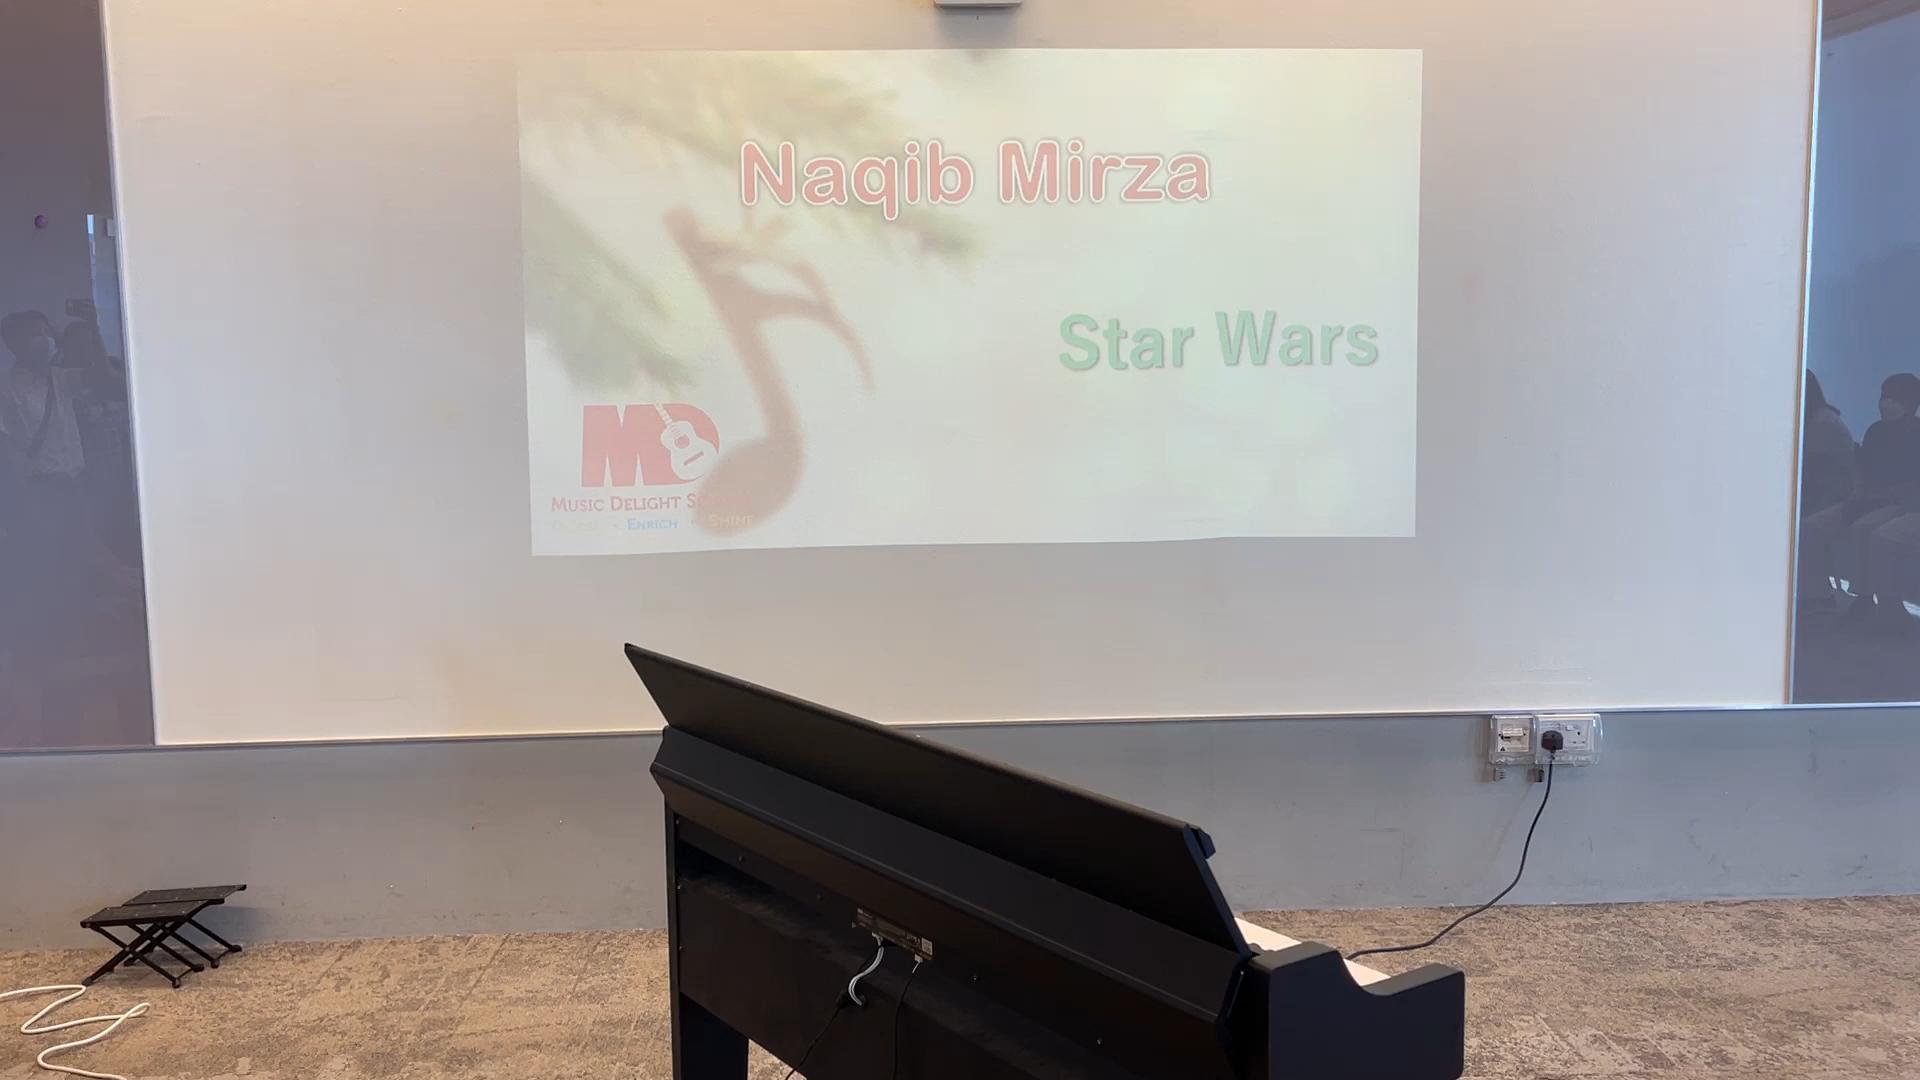 Naqib Mirza
Star Wars
MD
MUSIC DELIGHT
ENRICH • SHINE